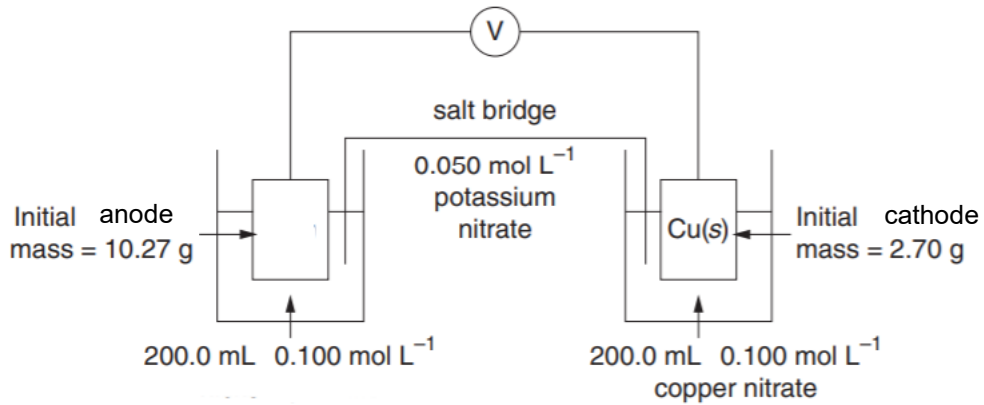 V
salt bridge
0.050 mol L⁻¹
potassium
nitrate
Initial anode
mass = 10.27 g
Cu(s)
Initial cathode
mass = 2.70 g
200.0 mL 0.100 mol L⁻¹
200.0 mL 0.100 mol L⁻¹
copper nitrate